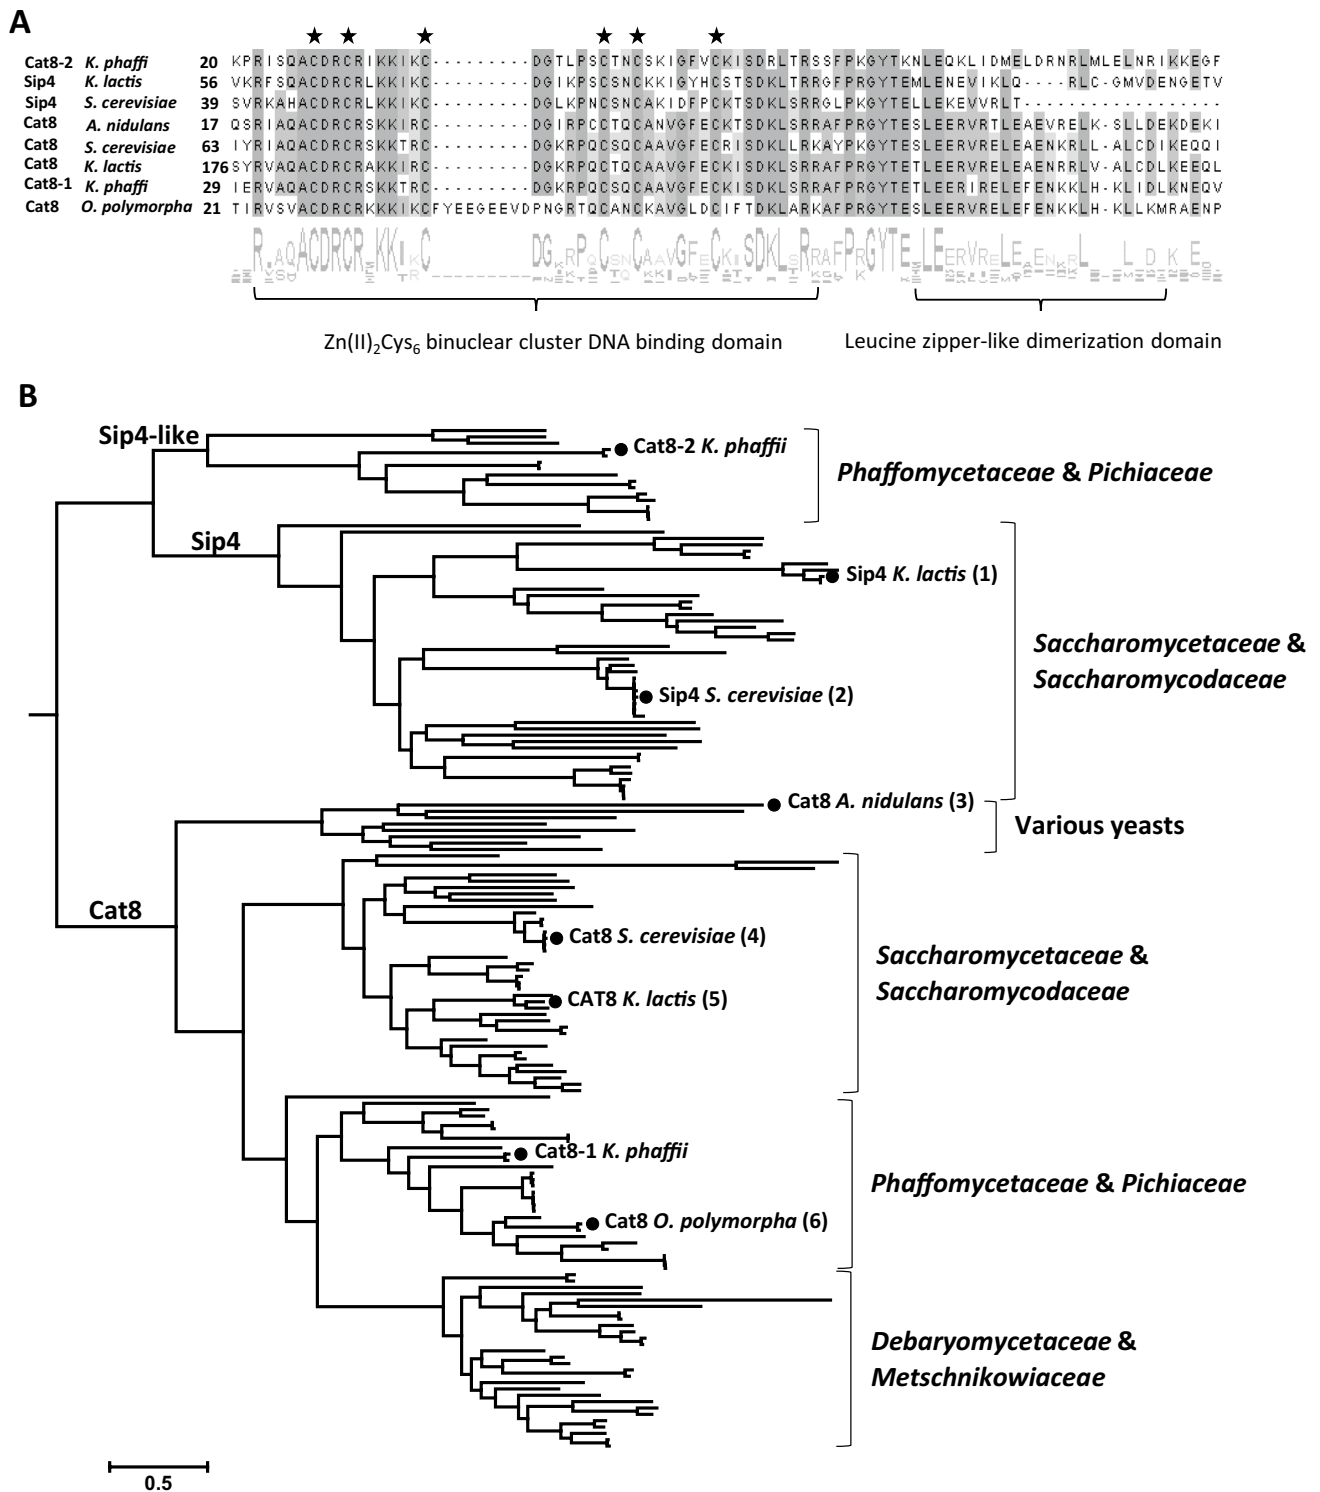 A
★ ★ ★ ★ ★ ★
Cat8-2 K. phaffi 20 KPRISQACDRCRIKKIKC---------DGTLPSCTNCSKIGFVCKISDRLTRSSFPKGYTKNLEQKLIDMELDRNRLMLELNRIKKEGF
Sip4 K. lactis 56 VKRFSQACDRCRLKKIKC---------DGKKPSCSNCSKIGYHCSTSDKLTRRGFPRGYTEMLENEVIKLQ-----RLC-GMVDENGETV
Sip4 S. cerevisiae 39 SVRKAHACDRCRLKKIKC---------DGLKPNCSNCAKIDFPCKTSDKLSRRGLPKGYTELLEKEVVRLT------------------
Cat8 A. nidulans 17 QSRIAQACDRCRSKKIRC---------DGIRPCCTQCANVGFECKTSDKLSRRAFPRGYTESLEERVRTLEAEVRELK-SLLDEKDEKI
Cat8 S. cerevisiae 63 IYRIAQACDRCRSKKTRC---------DGKRPQCSQCAAVGFECRISDKLLRKAYPKGYTESLEERVRELEAENKRLL-ALCDIKEQQI
Cat8 K. lactis 176 SYRVAQACDRCRAKKTRC---------DGKRPQCTQCAAVGFECKISDKLSRRAFPRGYTETLEERVRELEAENRRLV-ALCDLKEEQL
Cat8-1 K. phaffi 29 IERVAQACDRCRSKKTRC---------DGKRPQCSQCAAVGFECKISDKLSRRAFPRGYTETLEERIRELEFENKKLH-KLIDLKNEQV
Cat8 O. polymorpha 21 TIRVSVACDRCRKKKIKCFYEEGEEVDPNGRTQCANCKAVGLDCIFTDKLARKAFPRGYTESLEERVRELEFENKKLH-KLLKMRAENP
Zn(II)2Cys6 binuclear cluster DNA binding domain
Leucine zipper-like dimerization domain
B
Sip4-like
Cat8-2 K. phaffii
Phaffomycetaceae & Pichiaceae
Sip4
Sip4 K. lactis (1)
Saccharomycetaceae &
Saccharomycodaceae
Sip4 S. cerevisiae (2)
Cat8 A. nidulans (3)
Various yeasts
Cat8
Cat8 S. cerevisiae (4)
Saccharomycetaceae &
Saccharomycodaceae
CAT8 K. lactis (5)
Cat8-1 K. phaffii
Phaffomycetaceae & Pichiaceae
Cat8 O. polymorpha (6)
Debaryomycetaceae &
Metschnikowiaceae
0.5